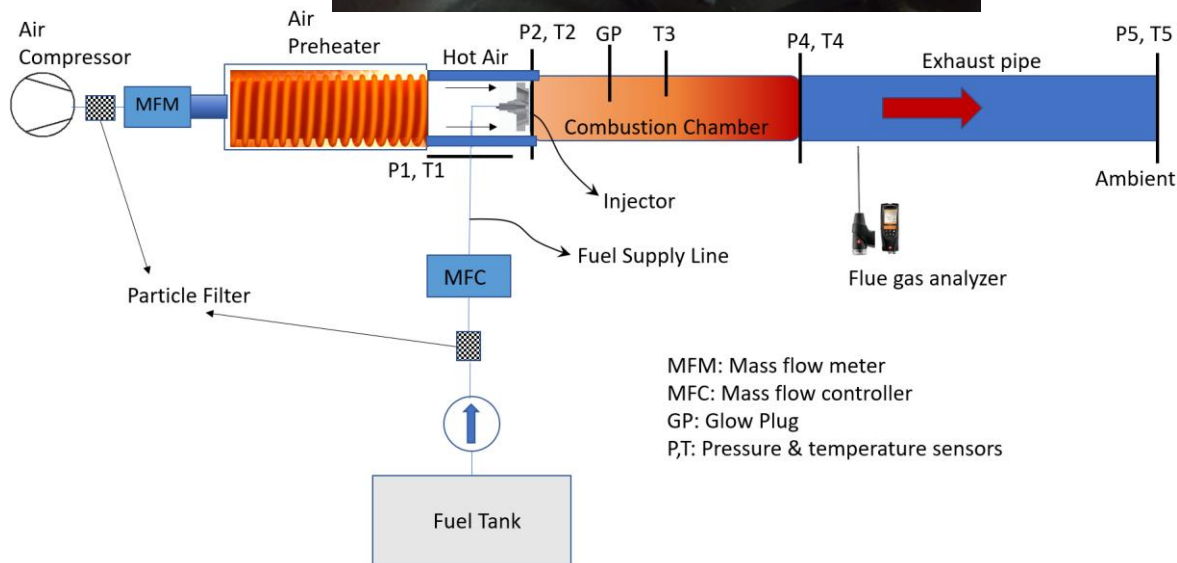 Air
Compressor
Air
Preheater
Hot Air
P2, T2
GP
T3
P4, T4
Exhaust pipe
P5, T5
MFM
Combustion Chamber
P1, T1
Injector
Ambient
Fuel Supply Line
MFC
Flue gas analyzer
Particle Filter
MFM: Mass flow meter
MFC: Mass flow controller
GP: Glow Plug
P,T: Pressure & temperature sensors
Fuel Tank